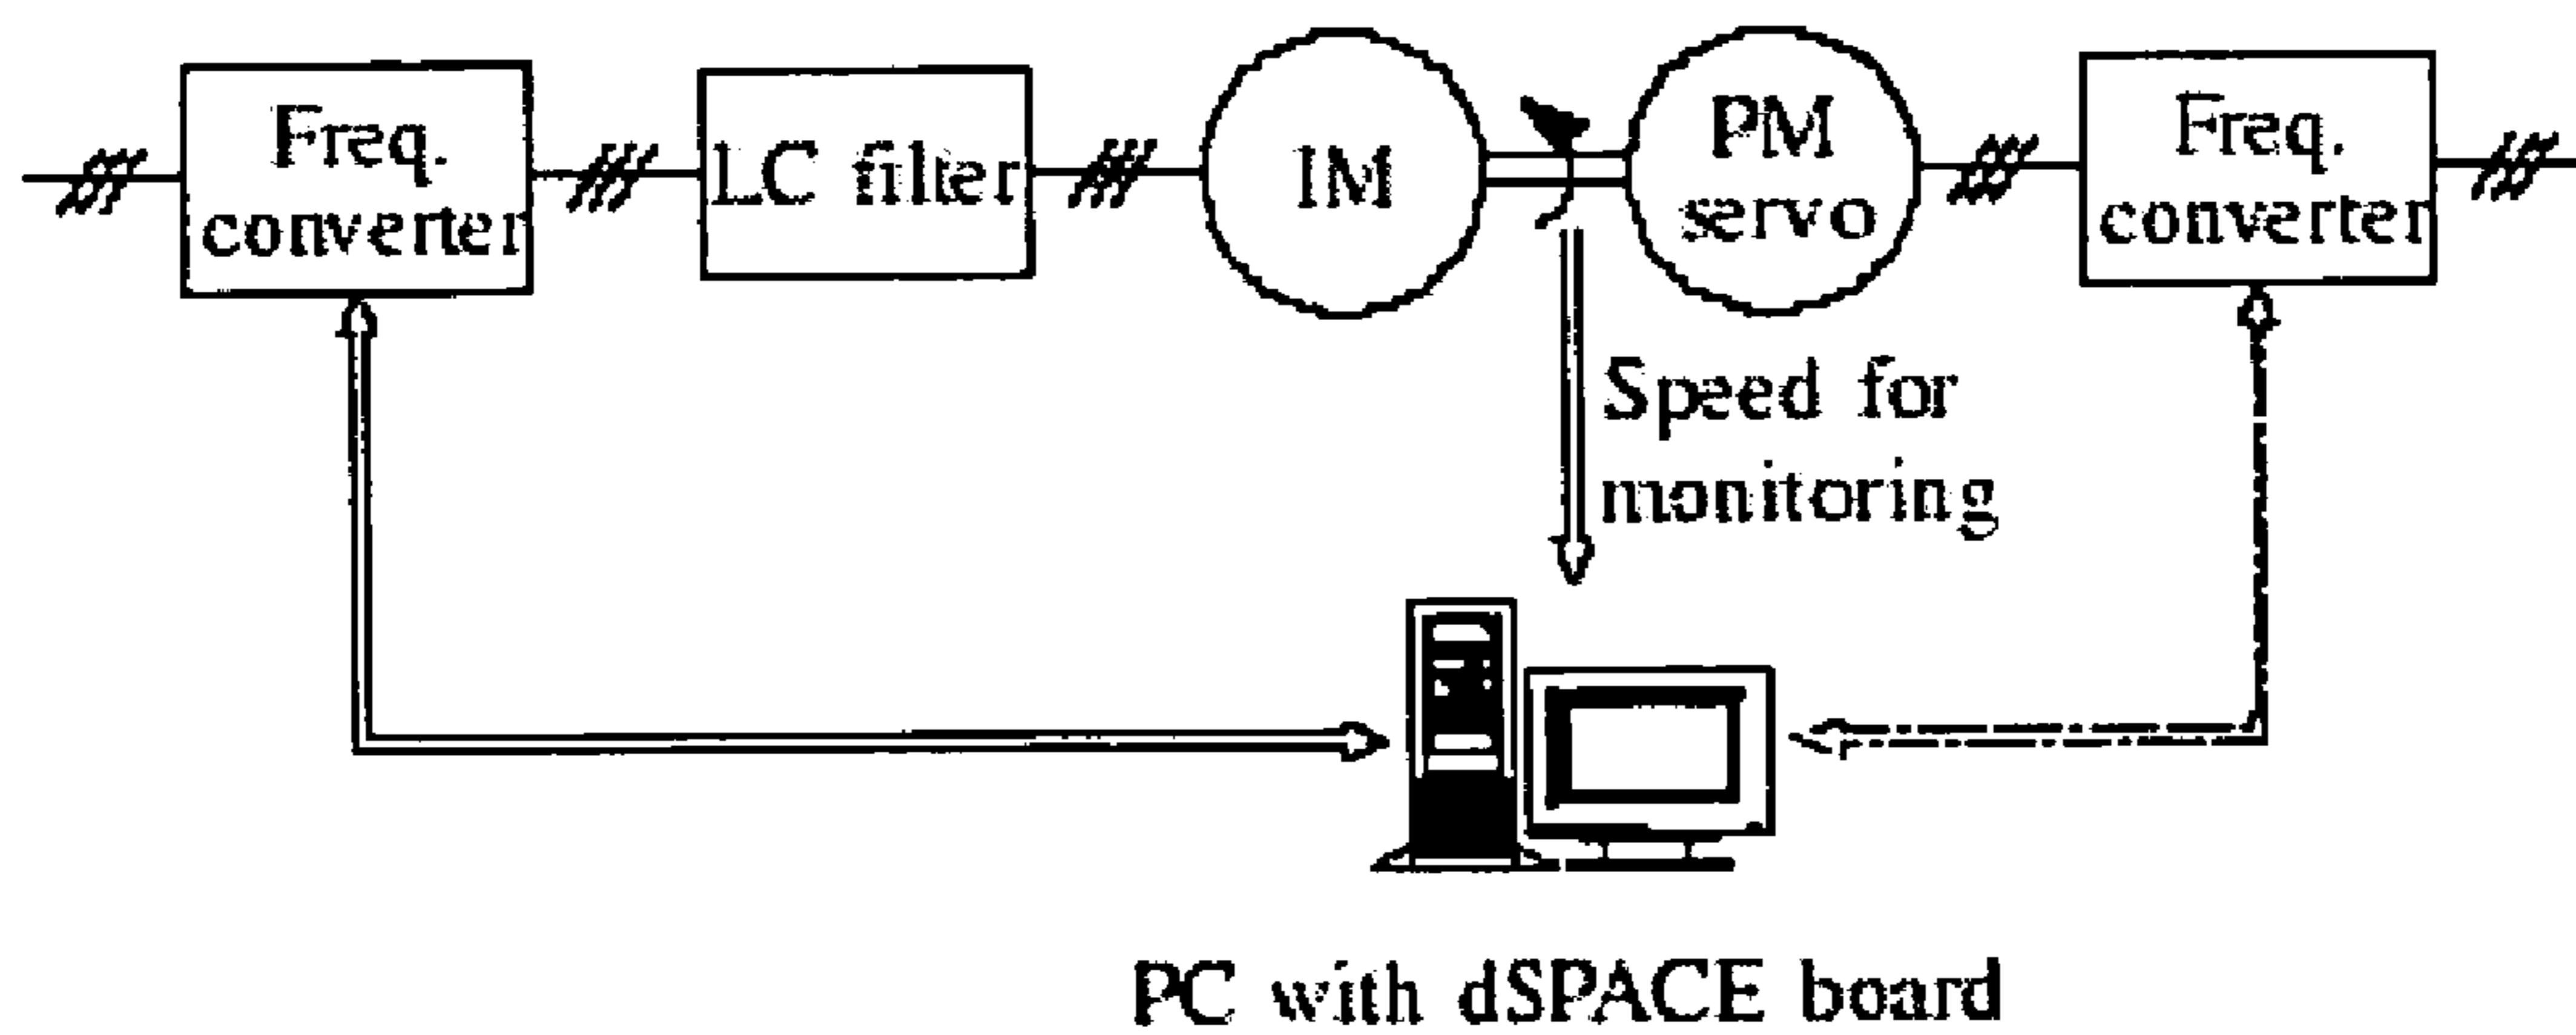 Freq.
converter
LC filter
IM
PM
servo
Freq.
converter
Speed for
monitoring
PC with dSPACE board